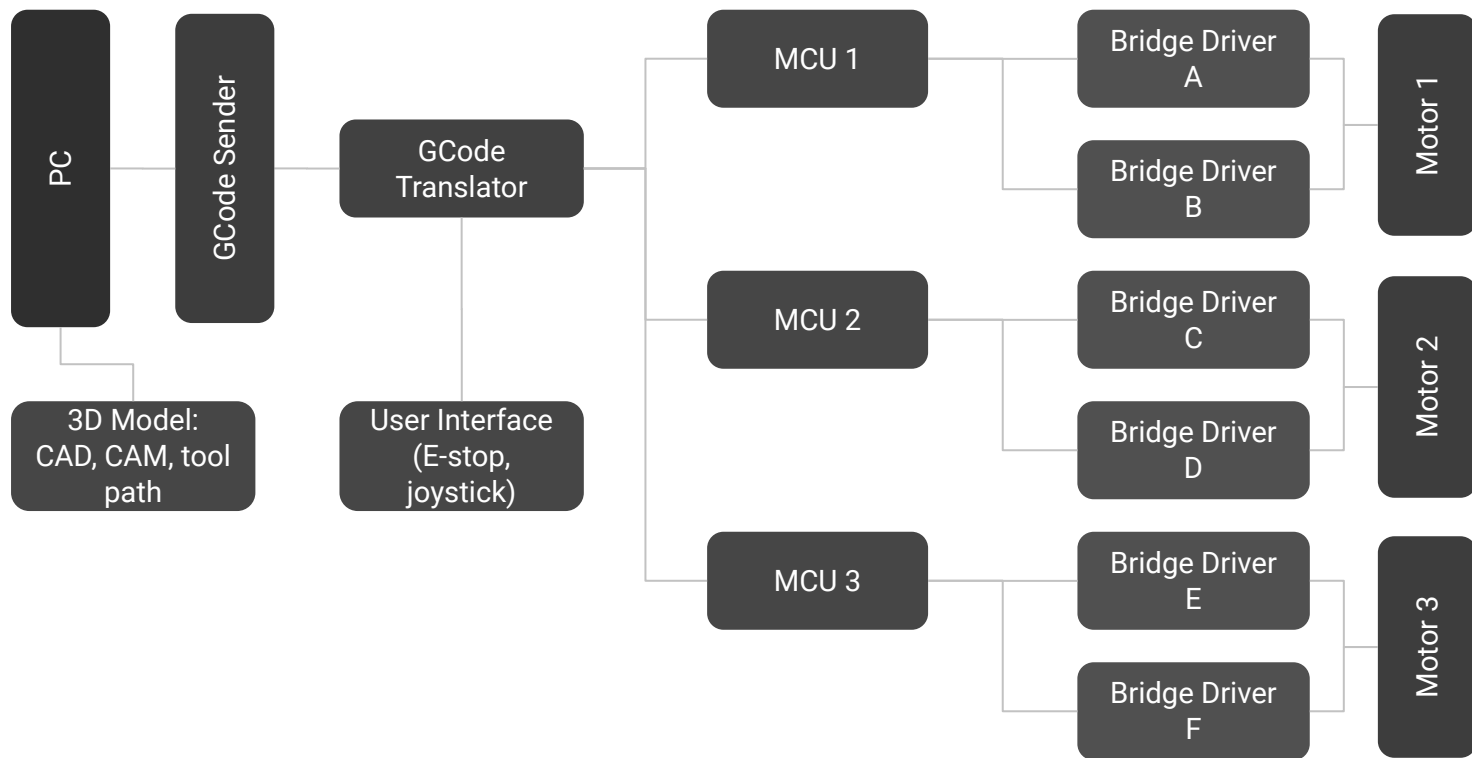 PC
GCode Sender
GCode
Translator
3D Model:
CAD, CAM, tool
path
User Interface
(E-stop,
joystick)
MCU 1
Bridge Driver
A
Bridge Driver
B
Motor 1
MCU 2
Bridge Driver
C
Bridge Driver
D
Motor 2
MCU 3
Bridge Driver
E
Bridge Driver
F
Motor 3